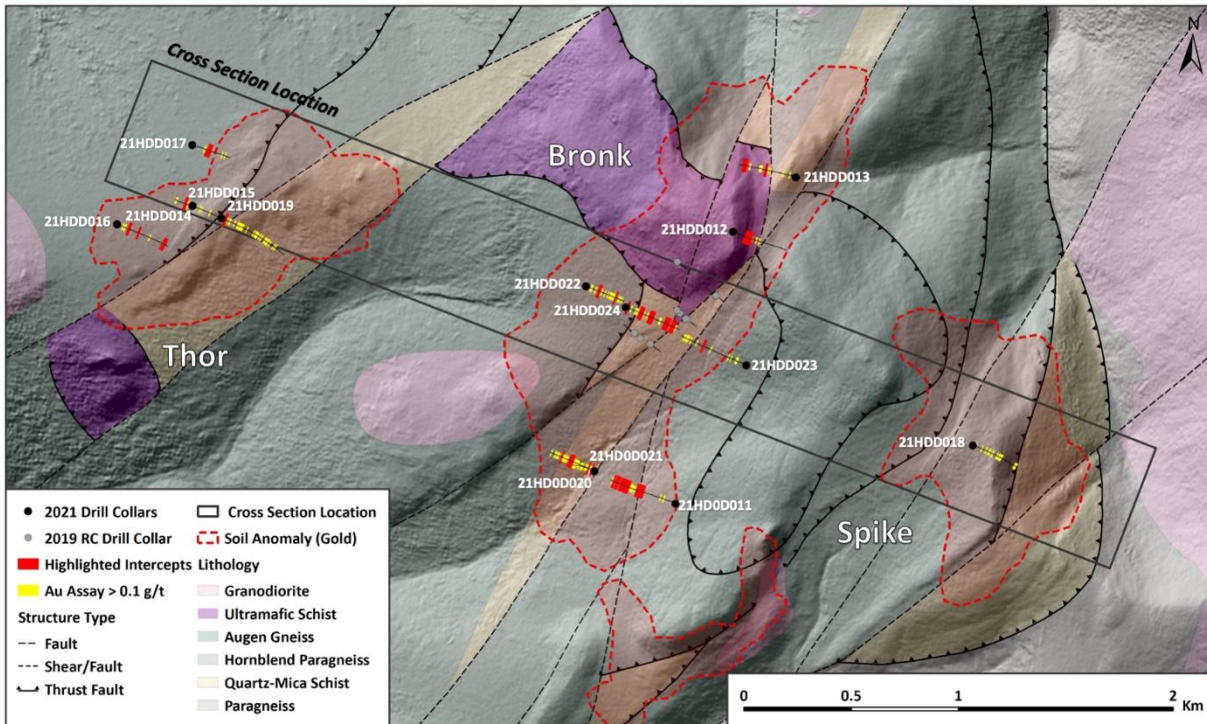 N
Cross Section Location
Bronk
21HDD017
21HDD013
21HDD015
21HDD019
21HDD014
21HDD016
21HDD012
21HDD022
21HDD024
Thor
21HDD023
21HDD018
21HD0D021
21HD0D020
21HD0D011
Spike
2021 Drill Collars
2019 RC Drill Collar
Highlighted Intercepts
Au Assay > 0.1 g/t
Structure Type
Fault
Shear/Fault
Thrust Fault
Cross Section Location
Soil Anomaly (Gold)
Lithology
Granodiorite
Ultramafic Schist
Augen Gneiss
Hornblend Paragneiss
Quartz-Mica Schist
Paragneiss
0 0.5 1 2
Km